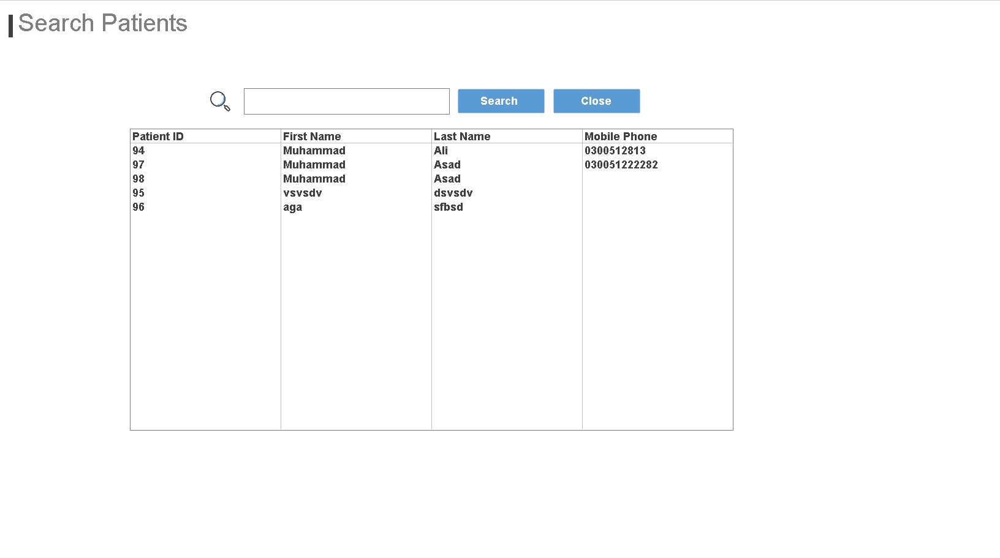 Search Patients
Search Close
Patient ID First Name Last Name Mobile Phone
94 Muhammad Ali 0300512813
97 Muhammad Asad 030051222282
98 Muhammad Asad
95 vsvsdv dsvsdv
96 aga sfbsd